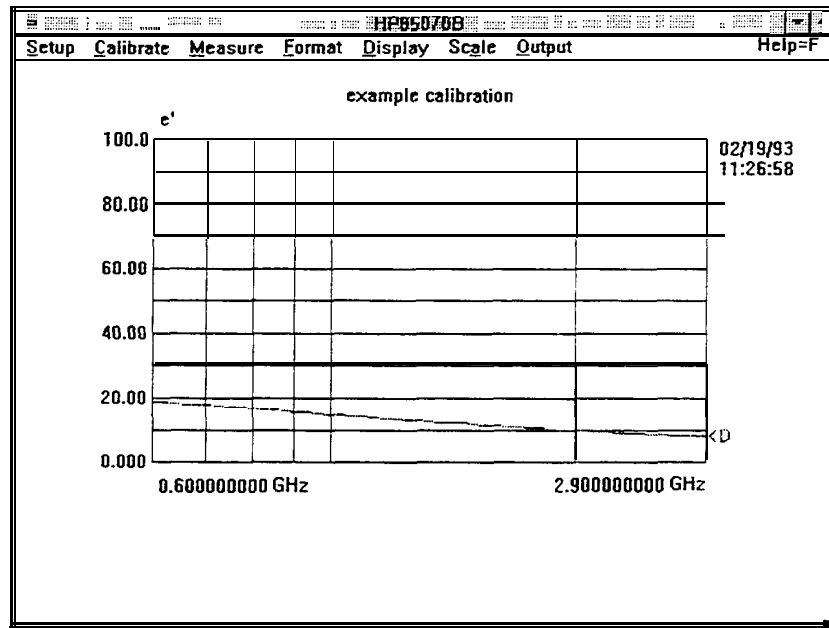 HP85070B
Setup Calibrate Measure Format Display Scale Output Help=F
example calibration
e'
100.0
02/19/93
11:26:58
80.00
60.00
40.00
20.00
<D
0.000
0.600000000 GHz 2.900000000 GHz